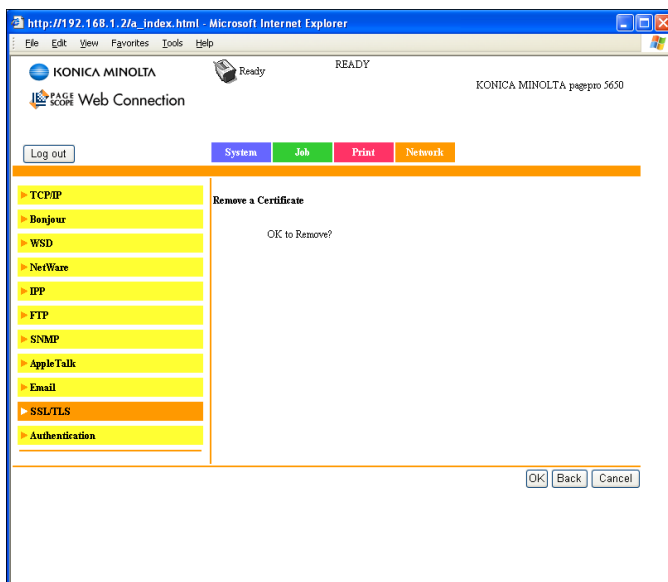 http://192.168.1.2/a_index.html - Microsoft Internet Explorer
File Edit View Favorites Tools Help
KONICA MINOLTA
Ready
READY
KONICA MINOLTA pagepro 5650
PAGE SCOPE Web Connection
Log out
System Job Print Network
TCP/IP
Bonjour
WSD
NetWare
IPP
FTP
SNMP
AppleTalk
Email
SSL/TLS
Authentication
Remove a Certificate
OK to Remove?
OK Back Cancel